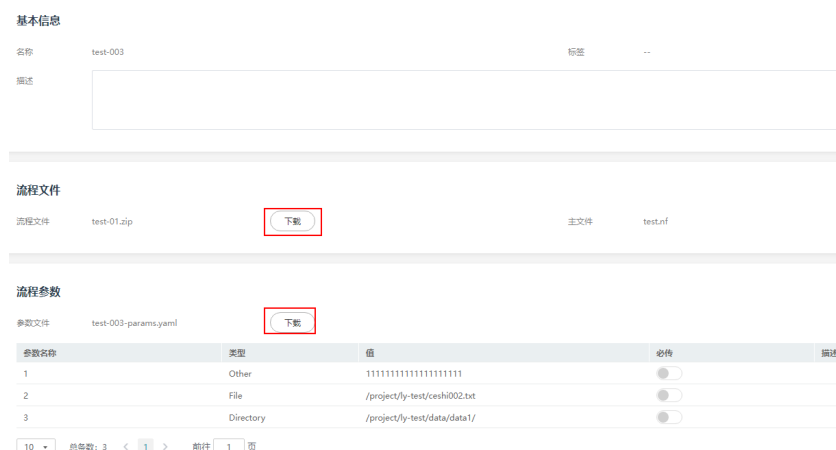 基本信息
名称 test-003 标签 --
描述
流程文件
流程文件 test-01.zip 下载 主文件 test.nf
流程参数
参数文件 test-003-params.yaml 下载
参数名称 类型 值 必传 描述
1 Other 11111111111111111111
2 File /project/ly-test/ceshi002.txt
3 Directory /project/ly-test/data/data1/
10 总条数: 3 < 1 > 前往 1 页